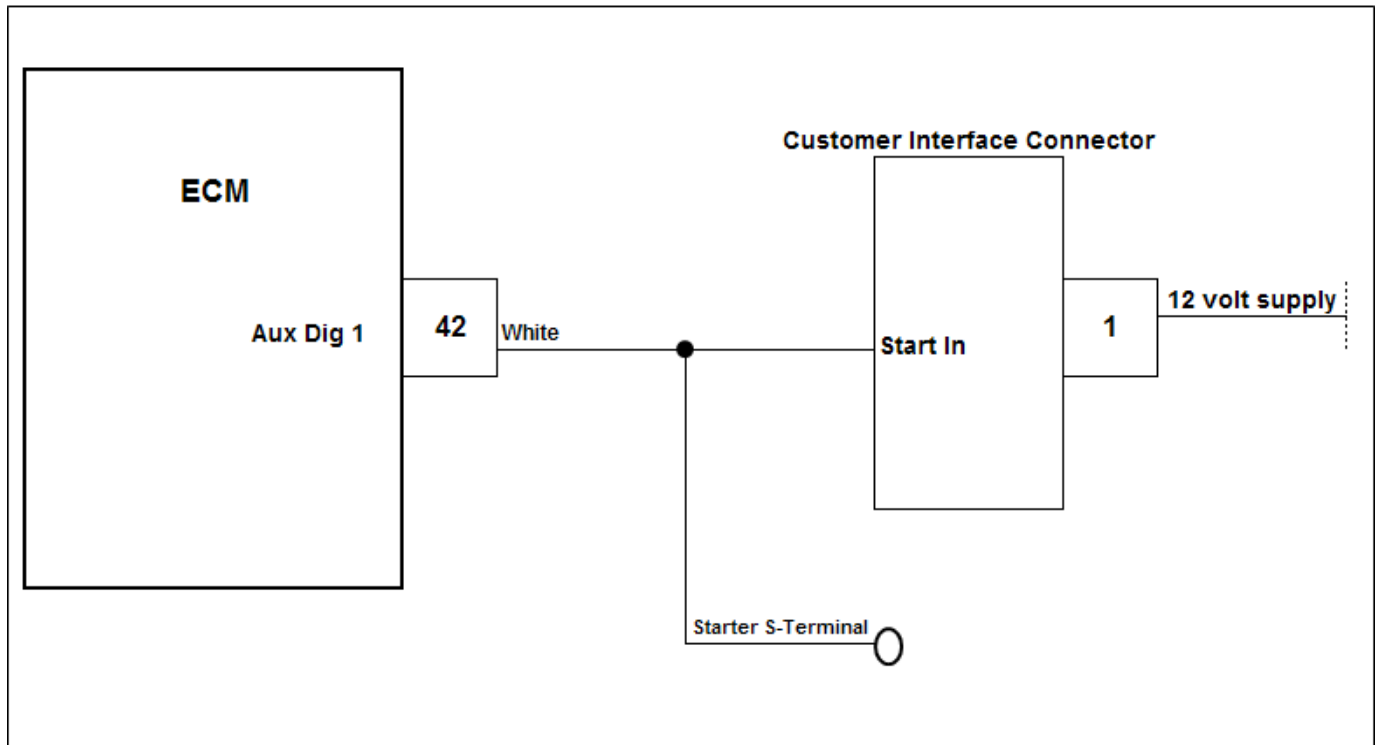 Customer Interface Connector
ECM
12 volt supply
Aux Dig 1
42
White
Start In
1
Starter S-Terminal